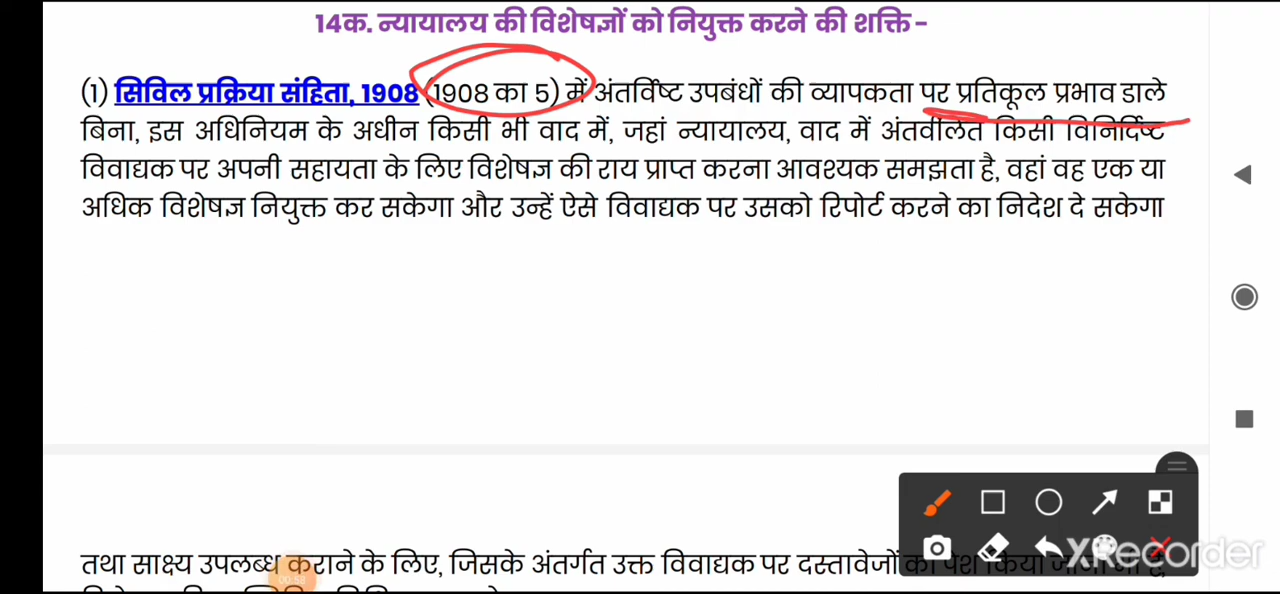 14क. न्यायालय की विशेषज्ञों को नियुक्त करने की शक्ति -
(1) सिविल प्रक्रिया संहिता, 1908 (1908 का 5) में अंतर्विष्ट उपबंधों की व्यापकता पर प्रतिकूल प्रभाव डाले
बिना, इस अधिनियम के अधीन किसी भी वाद में, जहां न्यायालय, वाद में अंतर्वलित किसी विनिर्दिष्ट
विवाद्यक पर अपनी सहायता के लिए विशेषज्ञ की राय प्राप्त करना आवश्यक समझता है, वहां वह एक या
अधिक विशेषज्ञ नियुक्त कर सकेगा और उन्हें ऐसे विवाद्यक पर उसको रिपोर्ट करने का निदेश दे सकेगा
तथा साक्ष्य उपलब्ध कराने के लिए, जिसके अंतर्गत उक्त विवाद्यक पर दस्तावेजों का पेश किया
00:58
XRecorder